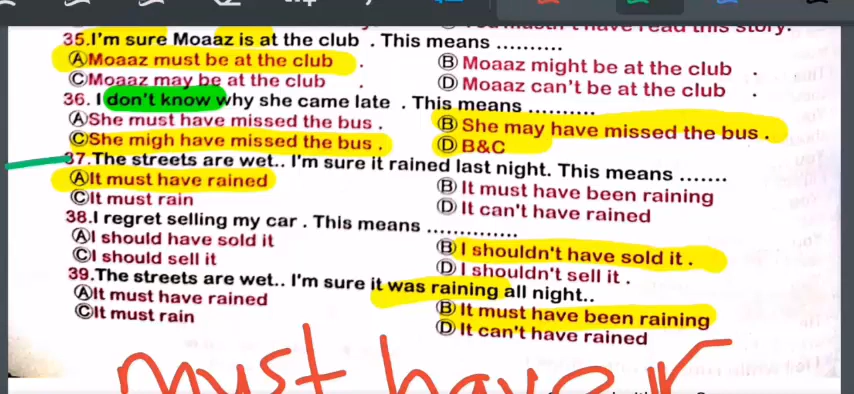 have read this story.
35.I'm sure Moaaz is at the club . This means ..........
Ⓐ Moaaz must be at the club . Ⓑ Moaaz might be at the club .
Ⓒ Moaaz may be at the club . Ⓓ Moaaz can't be at the club .
36. I don't know why she came late . This means ..........
Ⓐ She must have missed the bus . Ⓑ She may have missed the bus .
Ⓒ She migh have missed the bus . Ⓓ B&C
37.The streets are wet.. I'm sure it rained last night. This means .......
Ⓐ It must have rained Ⓑ It must have been raining
Ⓒ It must rain Ⓓ It can't have rained
38.I regret selling my car . This means ...............
Ⓐ I should have sold it Ⓑ I shouldn't have sold it .
Ⓒ I should sell it Ⓓ I shouldn't sell it .
39.The streets are wet.. I'm sure it was raining all night..
Ⓐ It must have rained Ⓑ It must have been raining
Ⓒ It must rain Ⓓ It can't have rained
must have